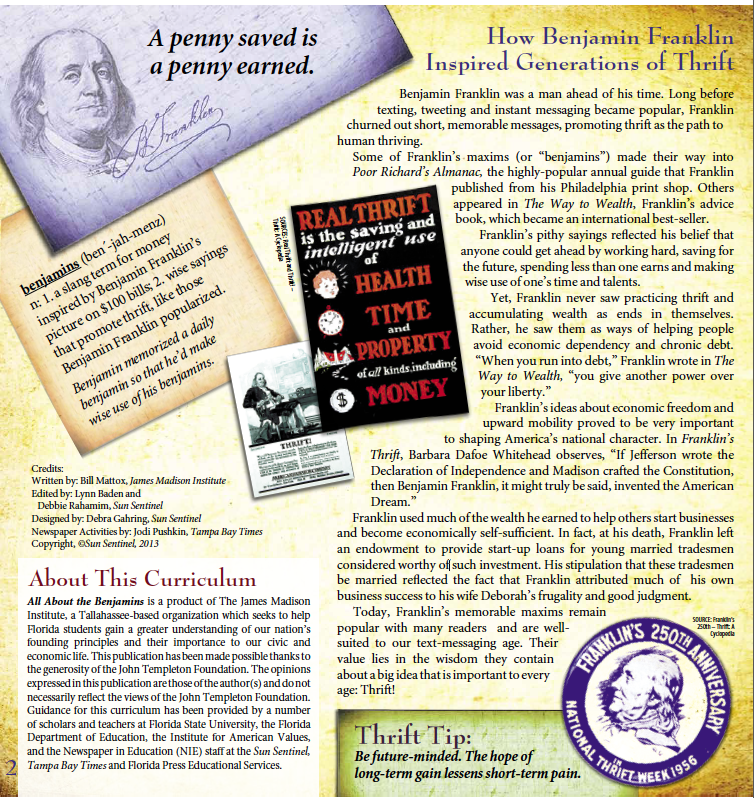 A penny saved is
a penny earned.
B Franklin
benjamins (ben´-jah-menz)
n: 1. a slang term for money
inspired by Benjamin Franklin's
picture on $100 bills; 2. wise sayings
that promote thrift, like those
Benjamin Franklin popularized.
Benjamin memorized a daily
benjamin so that he'd make
wise use of his benjamins.
SOURCES: Real Thrift and Thrift! –
Thrift: A Cyclopedia
REAL THRIFT
is the saving and
intelligent use
of
HEALTH
TIME
and
PROPERTY
of all kinds, including
$ MONEY
THRIFT!
Credits:
Written by: Bill Mattox, James Madison Institute
Edited by: Lynn Baden and
Debbie Rahamim, Sun Sentinel
Designed by: Debra Gahring, Sun Sentinel
Newspaper Activities by: Jodi Pushkin, Tampa Bay Times
Copyright, ©Sun Sentinel, 2013
About This Curriculum
All About the Benjamins is a product of The James Madison
Institute, a Tallahassee-based organization which seeks to help
Florida students gain a greater understanding of our nation's
founding principles and their importance to our civic and
economic life. This publication has been made possible thanks to
the generosity of the John Templeton Foundation. The opinions
expressed in this publication are those of the author(s) and do not
necessarily reflect the views of the John Templeton Foundation.
Guidance for this curriculum has been provided by a number
of scholars and teachers at Florida State University, the Florida
Department of Education, the Institute for American Values,
and the Newspaper in Education (NIE) staff at the Sun Sentinel,
Tampa Bay Times and Florida Press Educational Services.
2
How Benjamin Franklin
Inspired Generations of Thrift
Benjamin Franklin was a man ahead of his time. Long before
texting, tweeting and instant messaging became popular, Franklin
churned out short, memorable messages, promoting thrift as the path to
human thriving.
Some of Franklin's maxims (or “benjamins”) made their way into
Poor Richard's Almanac, the highly-popular annual guide that Franklin
published from his Philadelphia print shop. Others
appeared in The Way to Wealth, Franklin's advice
book, which became an international best-seller.
Franklin's pithy sayings reflected his belief that
anyone could get ahead by working hard, saving for
the future, spending less than one earns and making
wise use of one's time and talents.
Yet, Franklin never saw practicing thrift and
accumulating wealth as ends in themselves.
Rather, he saw them as ways of helping people
avoid economic dependency and chronic debt.
“When you run into debt,” Franklin wrote in The
Way to Wealth, “you give another power over
your liberty.”
Franklin's ideas about economic freedom and
upward mobility proved to be very important
to shaping America's national character. In Franklin's
Thrift, Barbara Dafoe Whitehead observes, “If Jefferson wrote the
Declaration of Independence and Madison crafted the Constitution,
then Benjamin Franklin, it might truly be said, invented the American
Dream.”
Franklin used much of the wealth he earned to help others start businesses
and become economically self-sufficient. In fact, at his death, Franklin left
an endowment to provide start-up loans for young married tradesmen
considered worthy of such investment. His stipulation that these tradesmen
be married reflected the fact that Franklin attributed much of his own
business success to his wife Deborah's frugality and good judgment.
Today, Franklin's memorable maxims remain
popular with many readers and are well-
suited to our text-messaging age. Their
value lies in the wisdom they contain
about a big idea that is important to every
age: Thrift!
SOURCE: Franklin's
250th – Thrift: A
Cyclopedia
FRANKLIN'S 250TH ANNIVERSARY
IN
NATIONAL THRIFT WEEK 1956
Thrift Tip:
Be future-minded. The hope of
long-term gain lessens short-term pain.